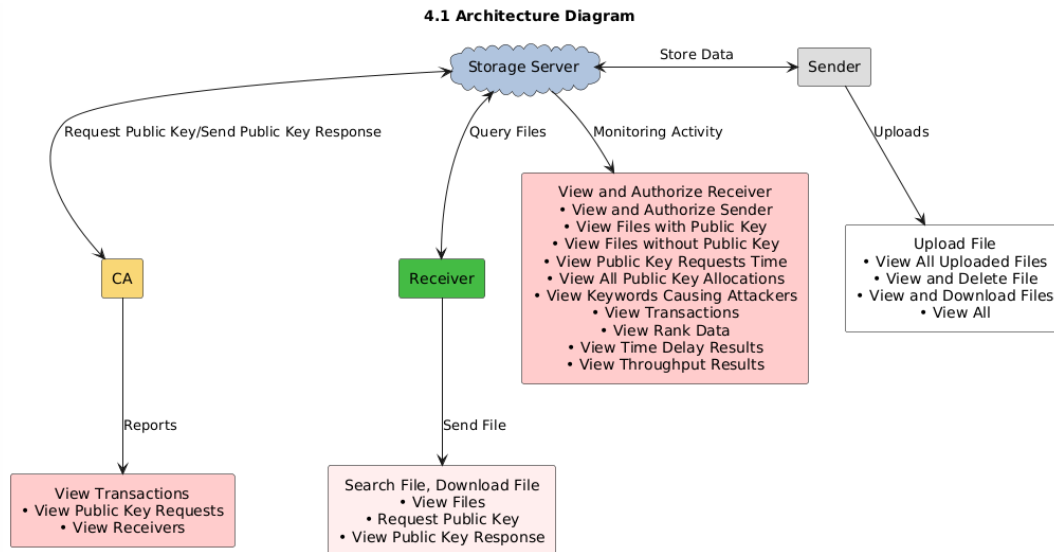 4.1 Architecture Diagram
Storage Server
Store Data
Sender
Request Public Key/Send Public Key Response
Query Files
Monitoring Activity
Uploads
View and Authorize Receiver
• View and Authorize Sender
• View Files with Public Key
• View Files without Public Key
• View Public Key Requests Time
• View All Public Key Allocations
• View Keywords Causing Attackers
• View Transactions
• View Rank Data
• View Time Delay Results
• View Throughput Results
Upload File
• View All Uploaded Files
• View and Delete File
• View and Download Files
• View All
CA
Receiver
Reports
Send File
View Transactions
• View Public Key Requests
• View Receivers
Search File, Download File
• View Files
• Request Public Key
• View Public Key Response